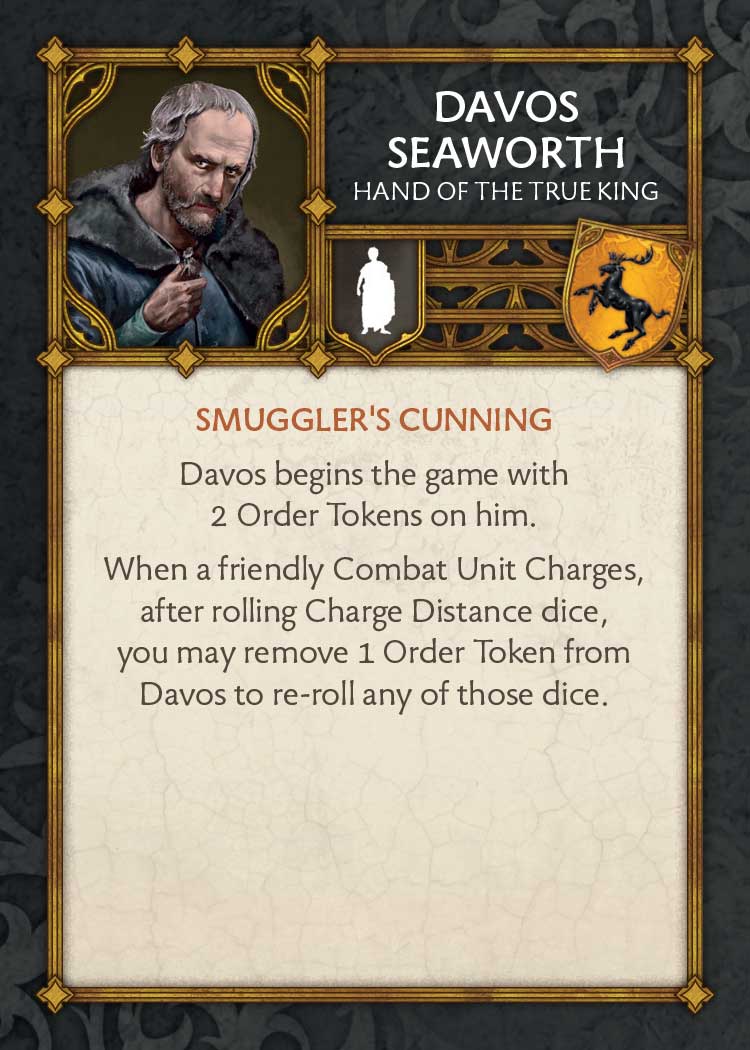 DAVOS
SEAWORTH
HAND OF THE TRUE KING
SMUGGLER'S CUNNING
Davos begins the game with
2 Order Tokens on him.
When a friendly Combat Unit Charges,
after rolling Charge Distance dice,
you may remove 1 Order Token from
Davos to re-roll any of those dice.